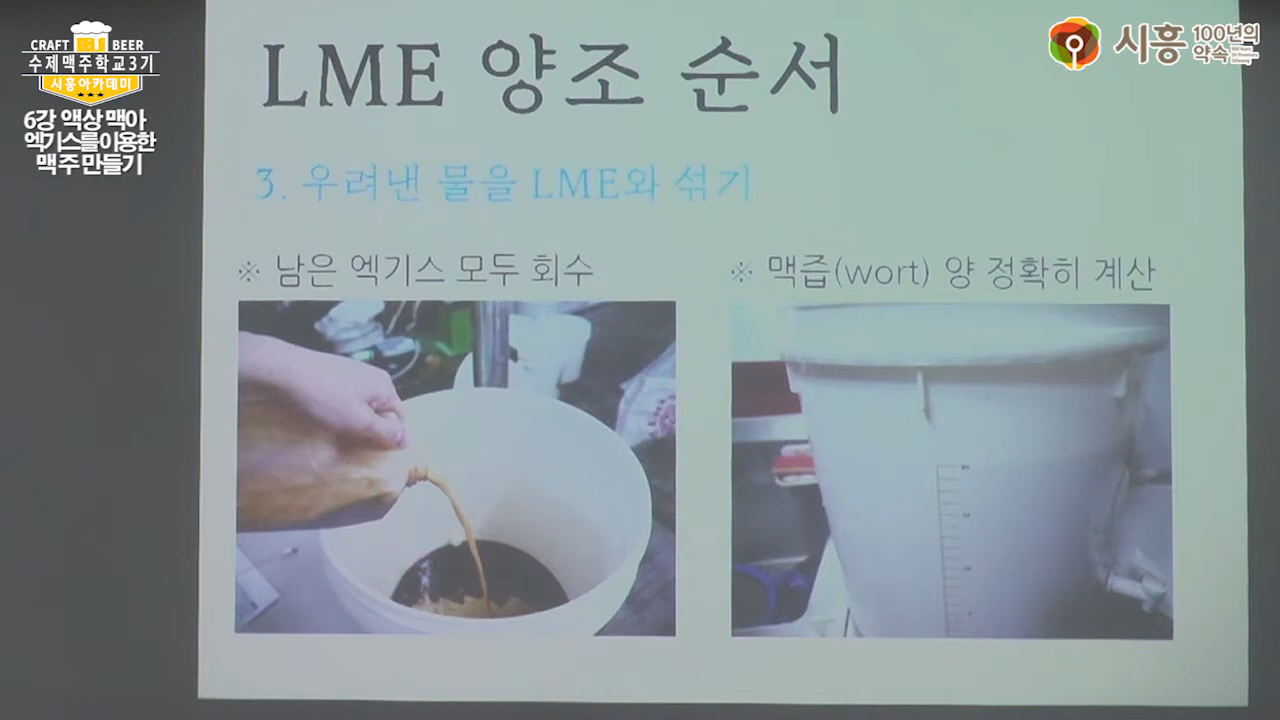 CRAFT BEER
수제맥주학교3기
시흥아카데미
6강 액상 맥아
엑기스를이용한
맥주 만들기
시흥 100년의
약속
LME 양조 순서
3. 우려낸 물을 LME와 섞기
※ 남은 엑기스 모두 회수
※ 맥즙(wort) 양 정확히 계산